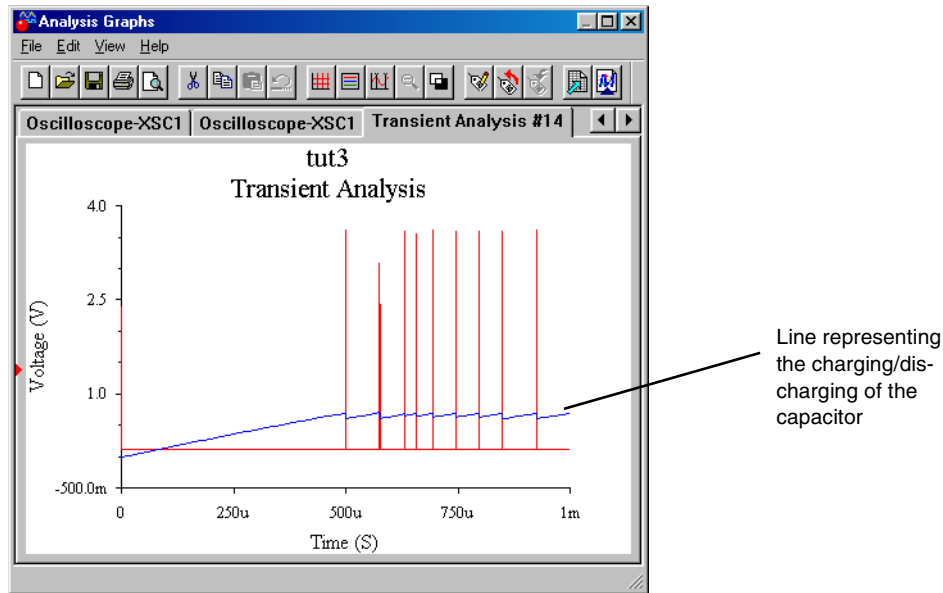 Analysis Graphs
File Edit View Help
Oscilloscope-XSC1 Oscilloscope-XSC1 Transient Analysis #14
tut3
Transient Analysis
Voltage (V)
4.0
2.5
1.0
-500.0m
0 250u 500u 750u 1m
Time (S)
Line representing
the charging/dis-
charging of the
capacitor